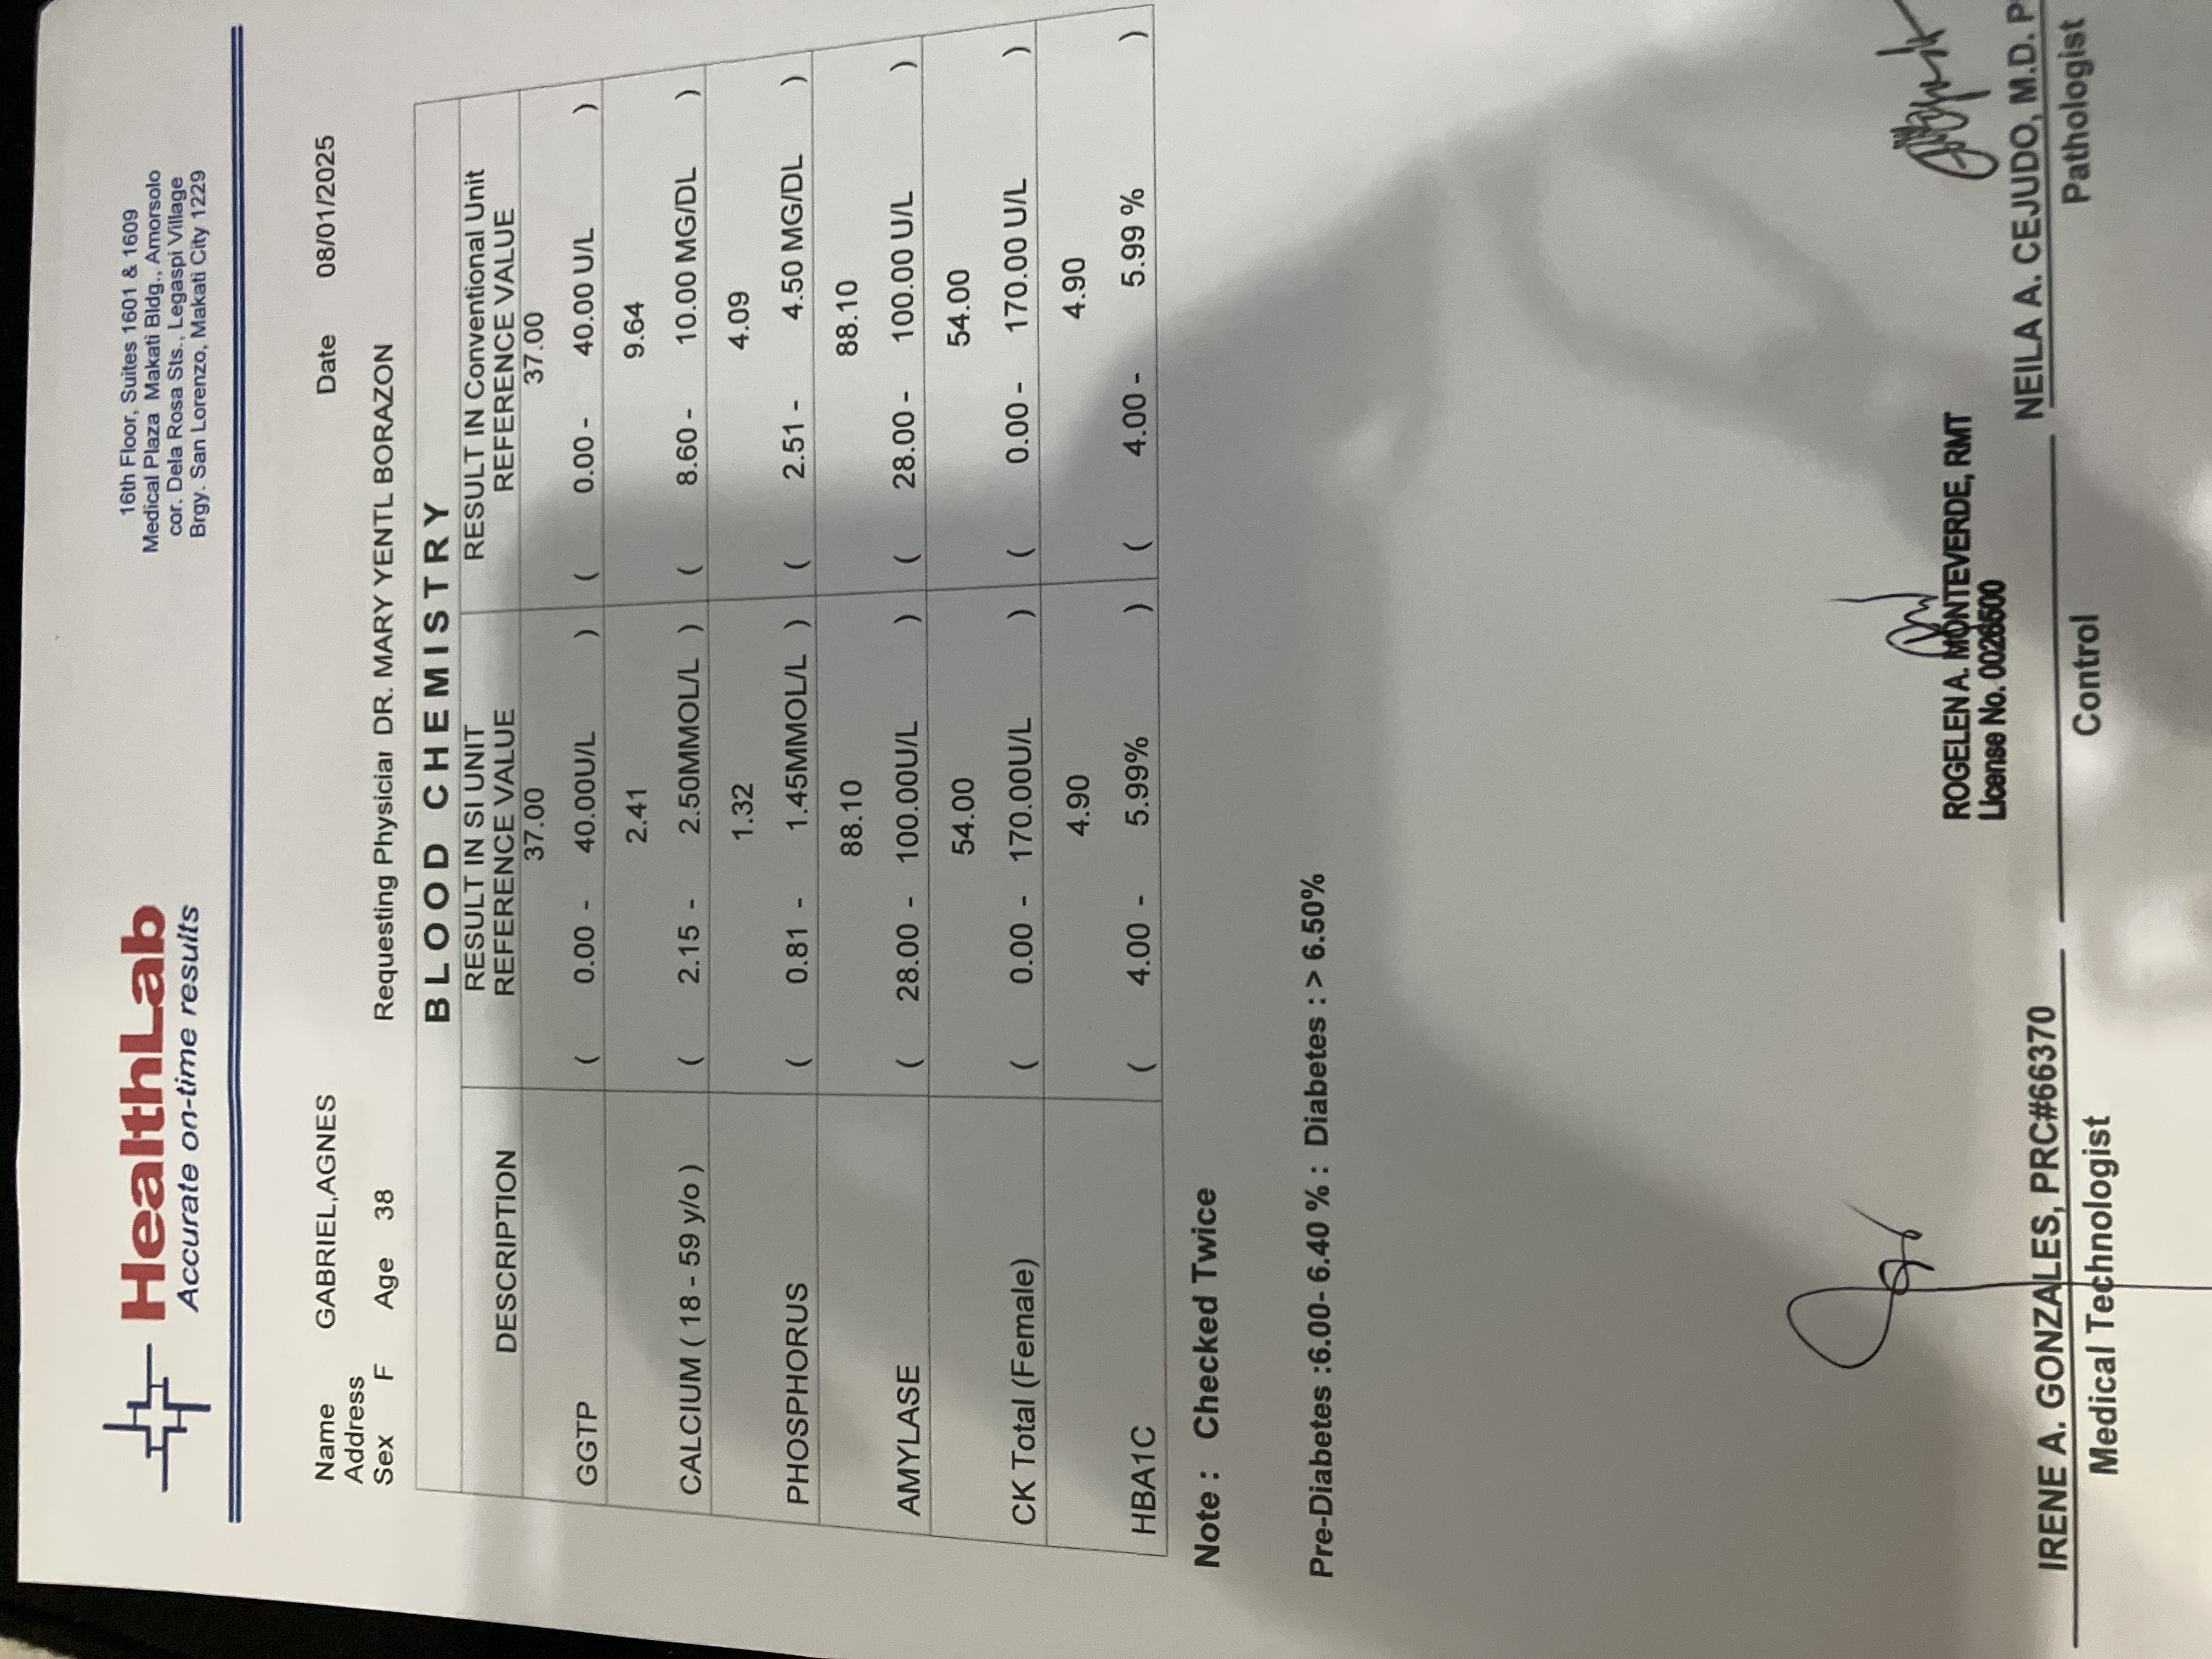 HealthLab
Accurate on-time results
16th Floor, Suites 1601 & 1609
Medical Plaza Makati Bldg., Amorsolo
cor. Dela Rosa Sts., Legaspi Village
Brgy. San Lorenzo, Makati City 1229
Name GABRIEL,AGNES Date 08/01/2025
Address
Sex F Age 38 Requesting Physician DR. MARY YENTL BORAZON
BLOOD CHEMISTRY
DESCRIPTION
RESULT IN SI UNIT
REFERENCE VALUE
RESULT IN Conventional Unit
REFERENCE VALUE
37.00 37.00
GGTP ( 0.00 - 40.00U/L ) ( 0.00 - 40.00 U/L )
2.41 9.64
CALCIUM ( 18 - 59 y/o ) ( 2.15 - 2.50MMOL/L ) ( 8.60 - 10.00 MG/DL )
1.32 4.09
PHOSPHORUS ( 0.81 - 1.45MMOL/L ) ( 2.51 - 4.50 MG/DL )
88.10 88.10
AMYLASE ( 28.00 - 100.00U/L ) ( 28.00 - 100.00 U/L )
54.00 54.00
CK Total (Female) ( 0.00 - 170.00U/L ) ( 0.00 - 170.00 U/L )
4.90 4.90
HBA1C ( 4.00 - 5.99% ) ( 4.00 - 5.99 % )
Note : Checked Twice
Pre-Diabetes :6.00- 6.40 % : Diabetes : > 6.50%
ROGELEN A. MONTEVERDE, RMT
License No. 0026500
IRENE A. GONZALES, PRC#66370
Medical Technologist
Control
NEILA A. CEJUDO, M.D. P
Pathologist